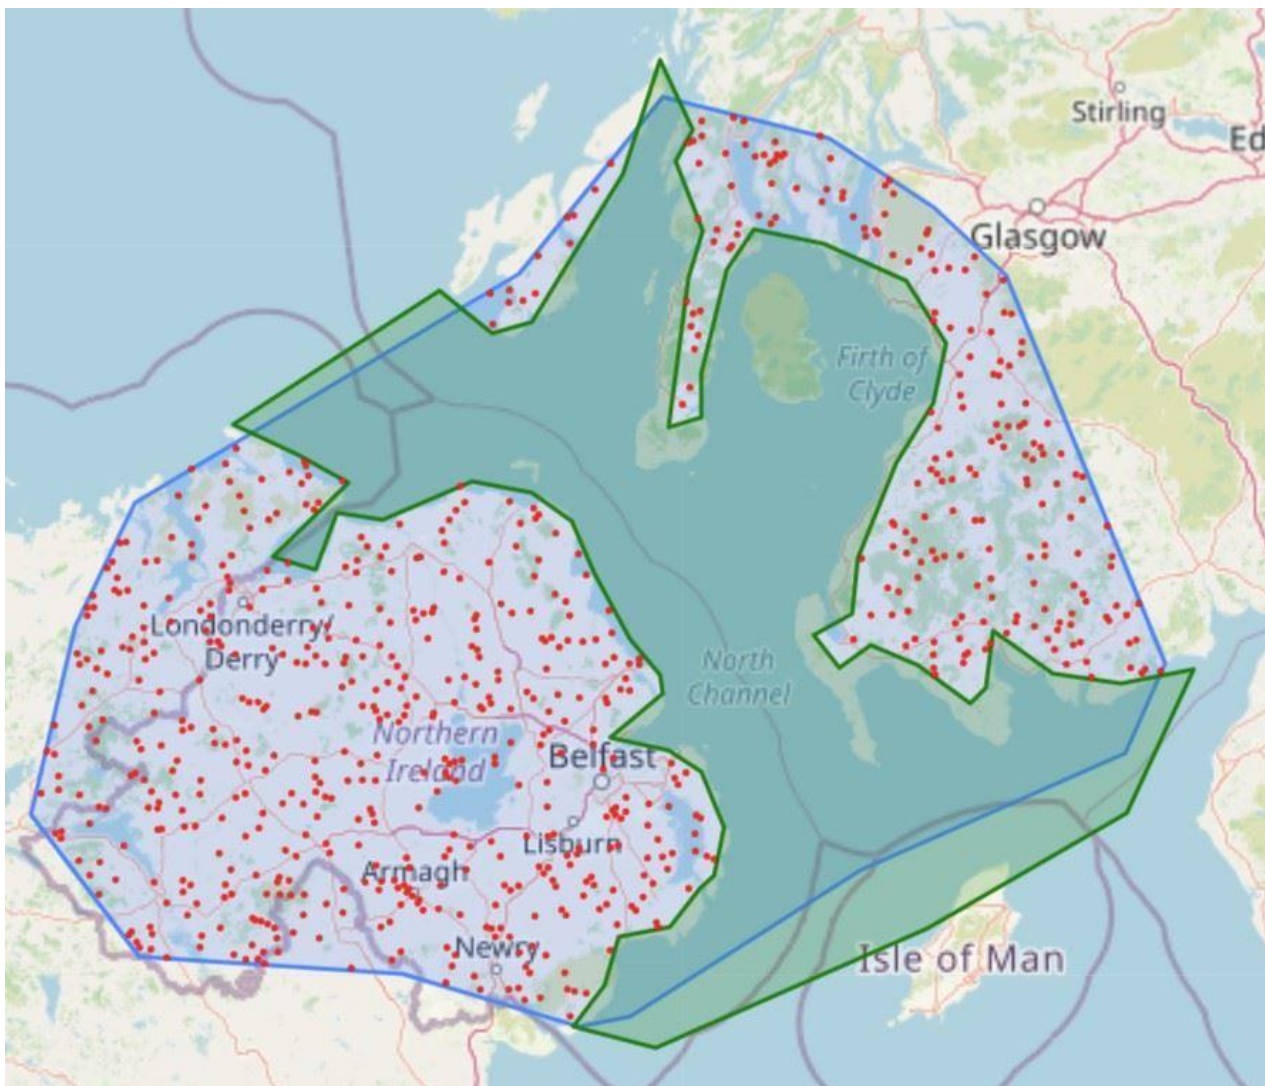 Stirling
Ed
Glasgow
Firth of
Clyde
Londonderry/
Derry
North
Channel
Northern
Ireland
Belfast
Lisburn
Armagh
Newry
Isle of Man